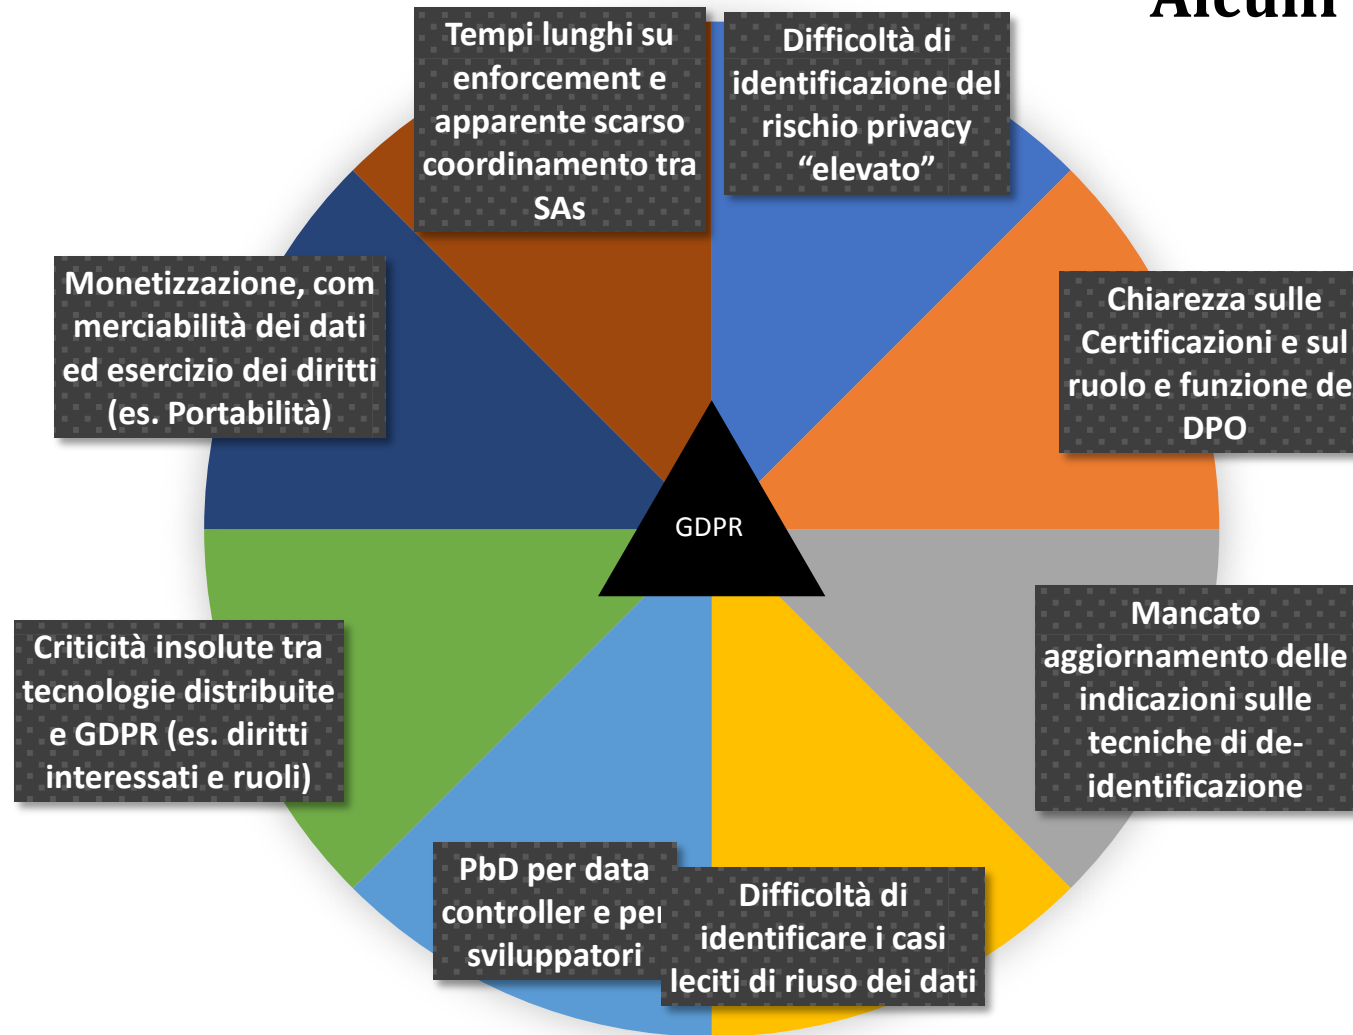 Alcuni
Tempi lunghi su
enforcement e
apparente scarso
coordinamento tra
SAs
Difficoltà di
identificazione del
rischio privacy
“elevato”
Monetizzazione, com
merciabilità dei dati
ed esercizio dei diritti
(es. Portabilità)
Chiarezza sulle
Certificazioni e sul
ruolo e funzione de
DPO
GDPR
Criticità insolute tra
tecnologie distribuite
e GDPR (es. diritti
interessati e ruoli)
Mancato
aggiornamento delle
indicazioni sulle
tecniche di de-
identificazione
PbD per data
controller e per
sviluppatori
Difficoltà di
identificare i casi
leciti di riuso dei dati